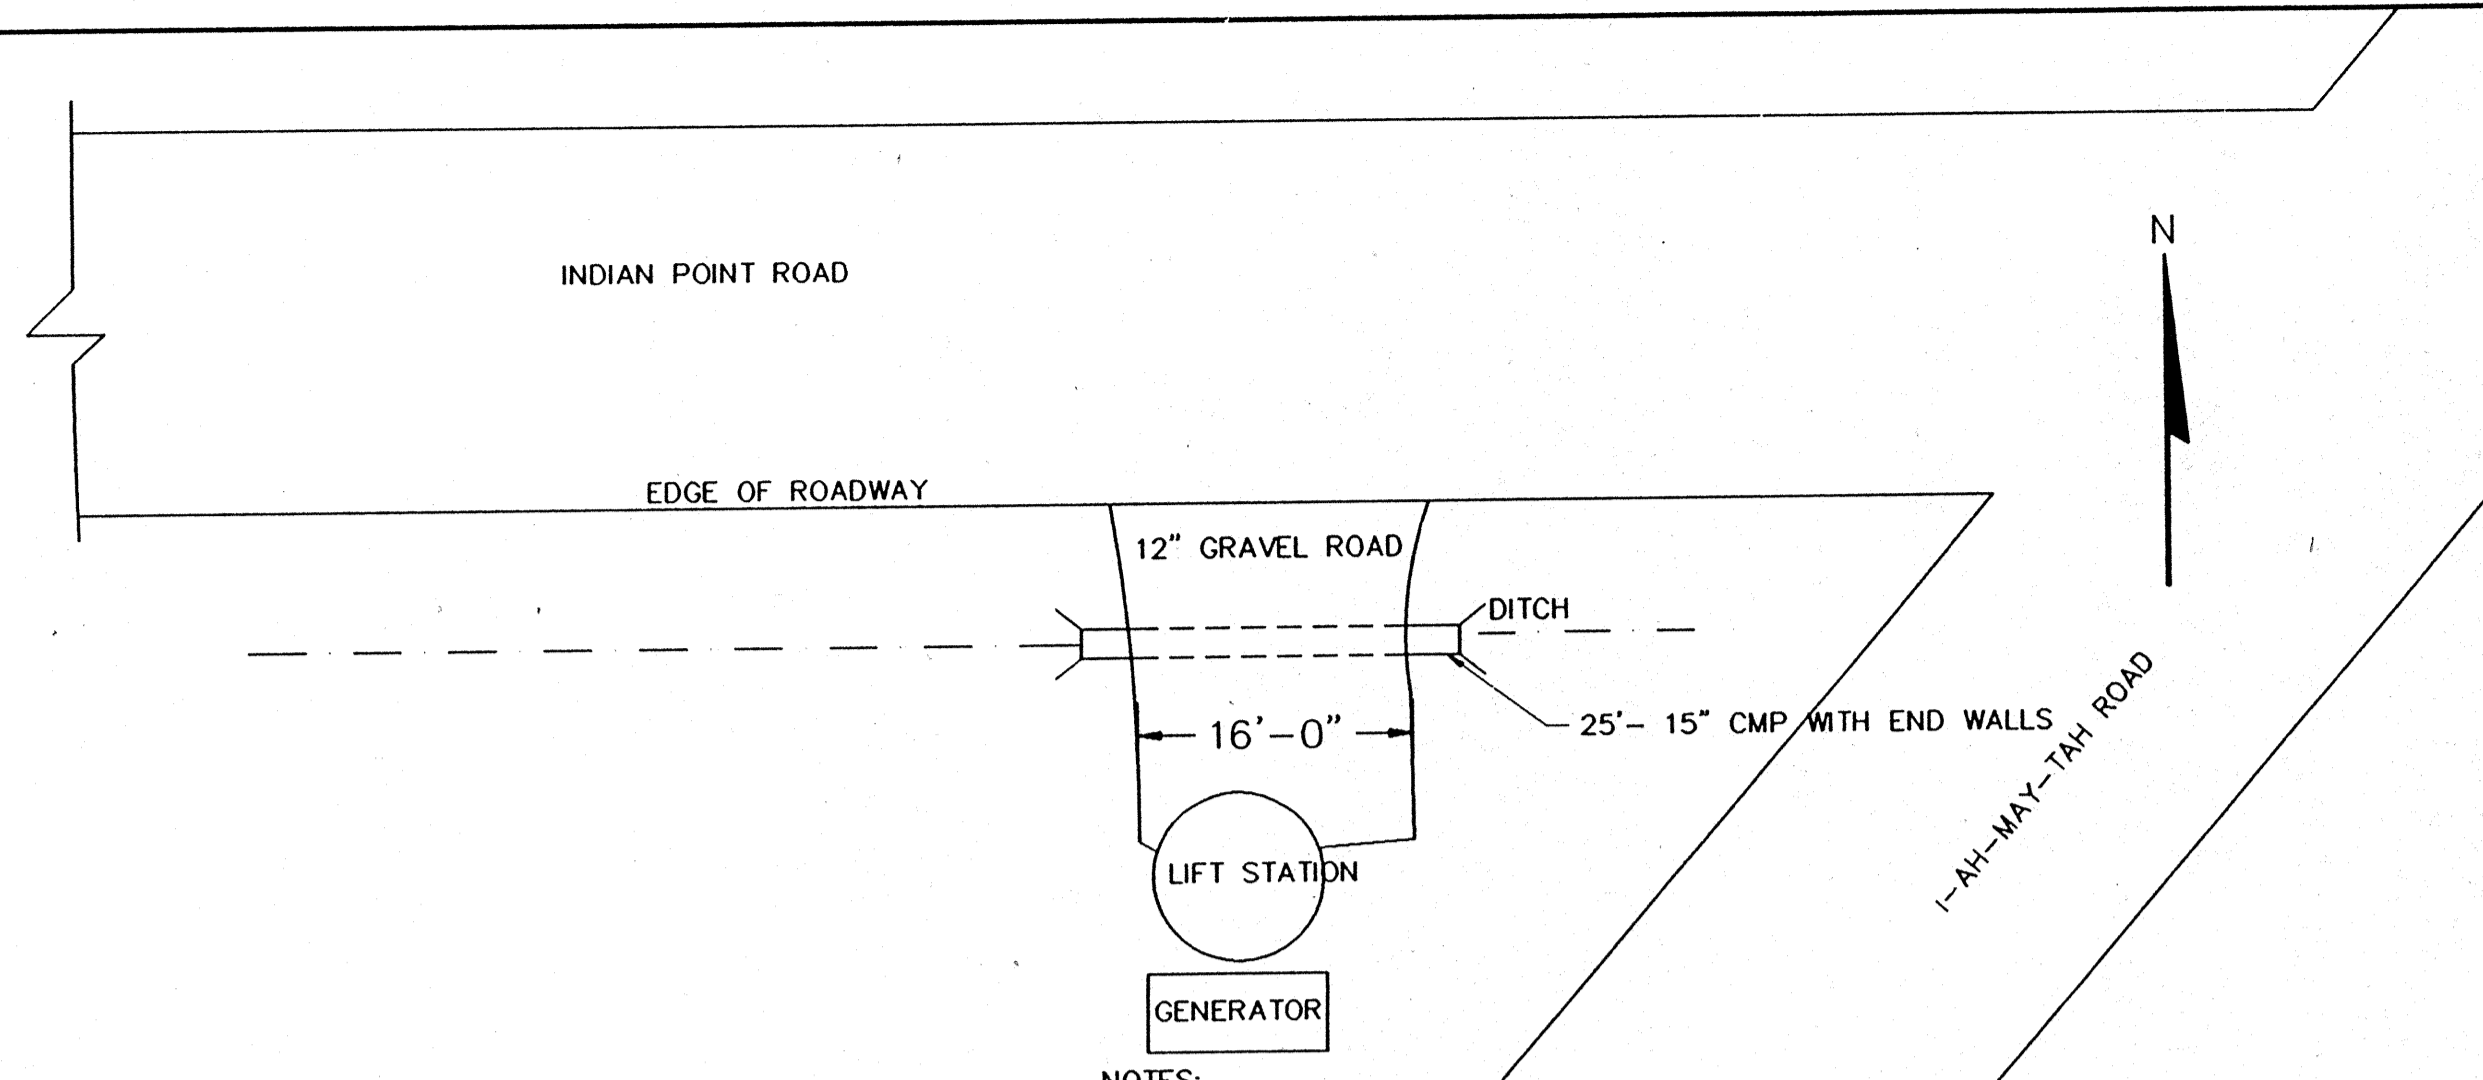 N
INDIAN POINT ROAD
EDGE OF ROADWAY
12" GRAVEL ROAD
DITCH
25'- 15" CMP WITH END WALLS
16'-0"
I-AH-MAY-TAH ROAD
LIFT STATION
GENERATOR
NOTES: